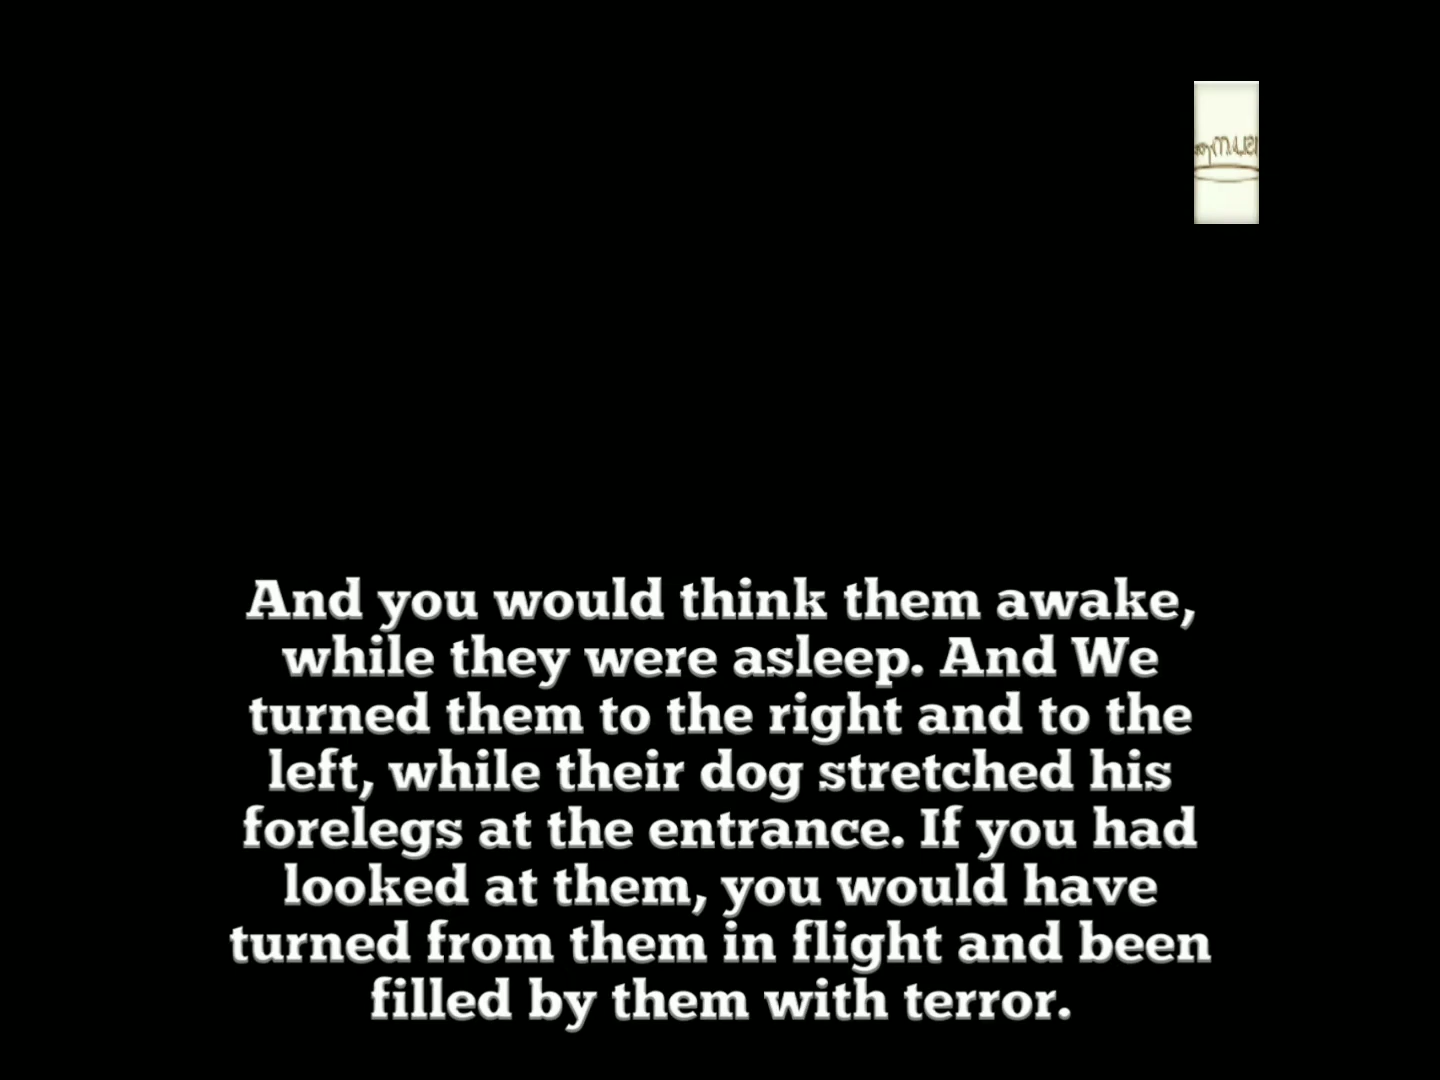 And you would think them awake,
while they were asleep. And We
turned them to the right and to the
left, while their dog stretched his
forelegs at the entrance. If you had
looked at them, you would have
turned from them in flight and been
filled by them with terror.